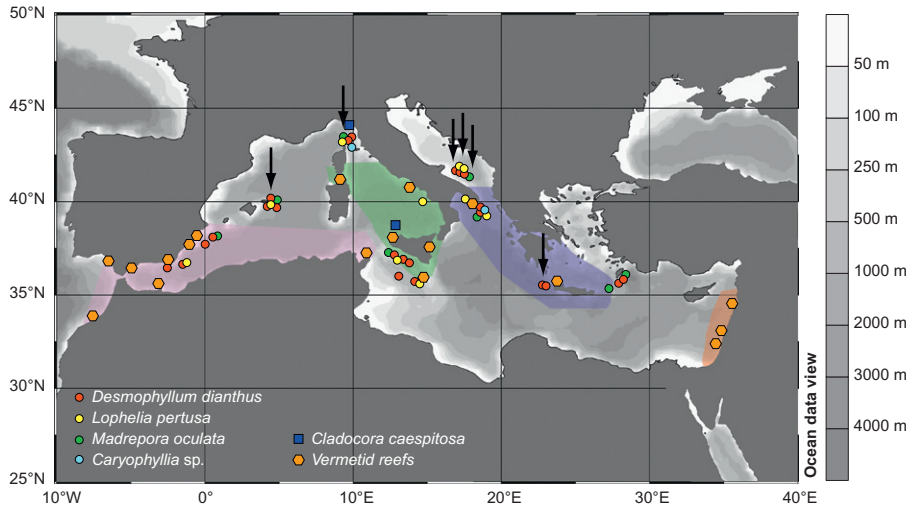 50°N
45°N
40°N
35°N
30°N
25°N
10°W
0°
10°E
20°E
30°E
40°E
Desmophyllum dianthus
Lophelia pertusa
Madrepora oculata
Caryophyllia sp.
Cladocora caespitosa
Vermetid reefs
Ocean data view
50 m
100 m
250 m
500 m
1000 m
2000 m
3000 m
4000 m